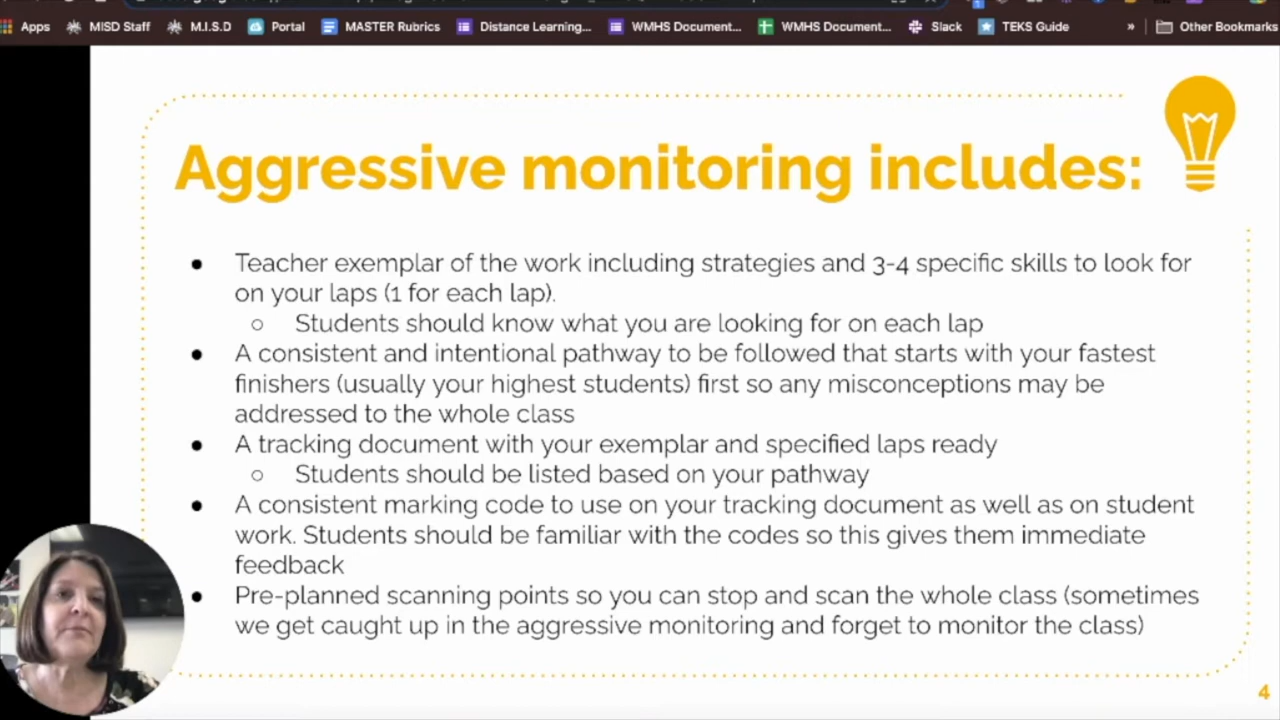 Apps MISD Staff M.I.S.D Portal MASTER Rubrics Distance Learning... WMHS Document... WMHS Document... Slack TEKS Guide » Other Bookmarks
Aggressive monitoring includes:
● Teacher exemplar of the work including strategies and 3-4 specific skills to look for
on your laps (1 for each lap).
○ Students should know what you are looking for on each lap
● A consistent and intentional pathway to be followed that starts with your fastest
finishers (usually your highest students) first so any misconceptions may be
addressed to the whole class
● A tracking document with your exemplar and specified laps ready
○ Students should be listed based on your pathway
● A consistent marking code to use on your tracking document as well as on student
work. Students should be familiar with the codes so this gives them immediate
feedback
● Pre-planned scanning points so you can stop and scan the whole class (sometimes
we get caught up in the aggressive monitoring and forget to monitor the class)
4